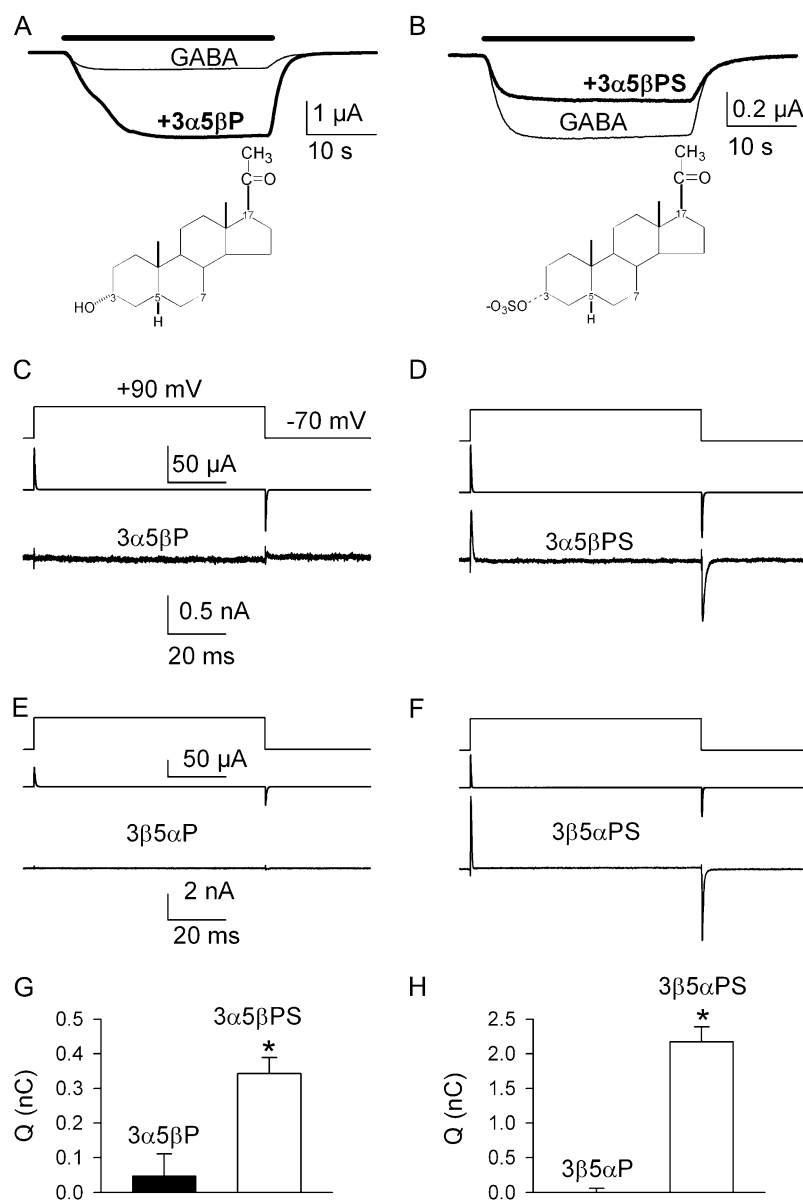 A
GABA
+3α5βP
1 µA
10 s
B
+3α5βPS
GABA
0.2 µA
10 s
CH3
C=O
17
HO
3
5
7
H
CH3
C=O
17
-O3SO
3
5
7
H
C
+90 mV
-70 mV
50 µA
3α5βP
0.5 nA
20 ms
D
3α5βPS
E
50 µA
3β5αP
2 nA
20 ms
F
3β5αPS
G
Q (nC)
0.5
0.4
0.3
0.2
0.1
0.0
3α5βP
3α5βPS
*
H
Q (nC)
2.5
2.0
1.5
1.0
0.5
0.0
3β5αP
3β5αPS
*